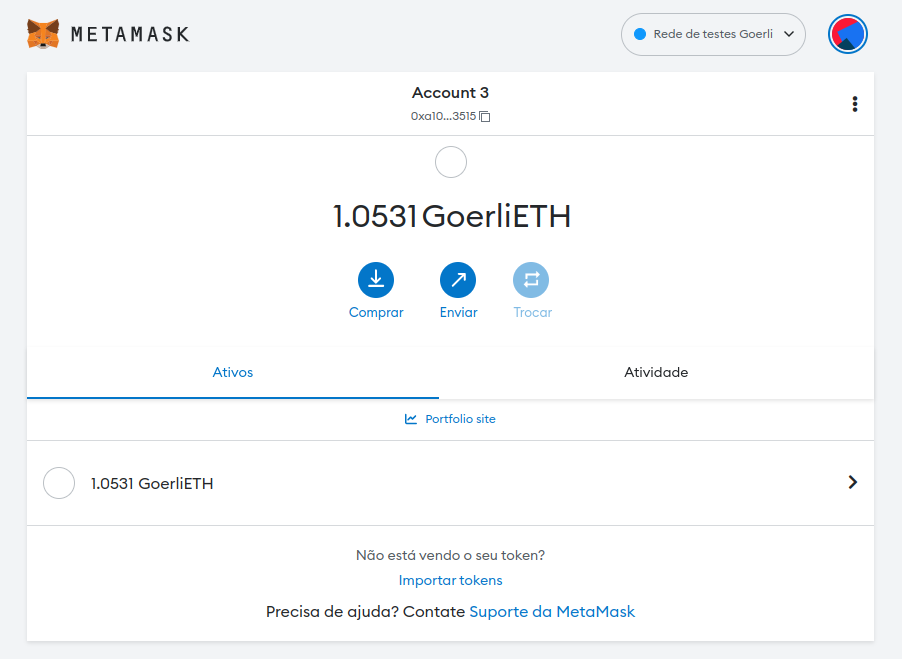 METAMASK
Rede de testes Goerli
Account 3
0xa10...3515
1.0531 GoerliETH
Comprar Enviar Trocar
Ativos Atividade
Portfolio site
1.0531 GoerliETH
Não está vendo o seu token?
Importar tokens
Precisa de ajuda? Contate Suporte da MetaMask